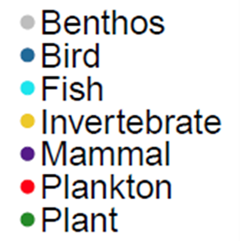 Benthos
Bird
Fish
Invertebrate
Mammal
Plankton
Plant